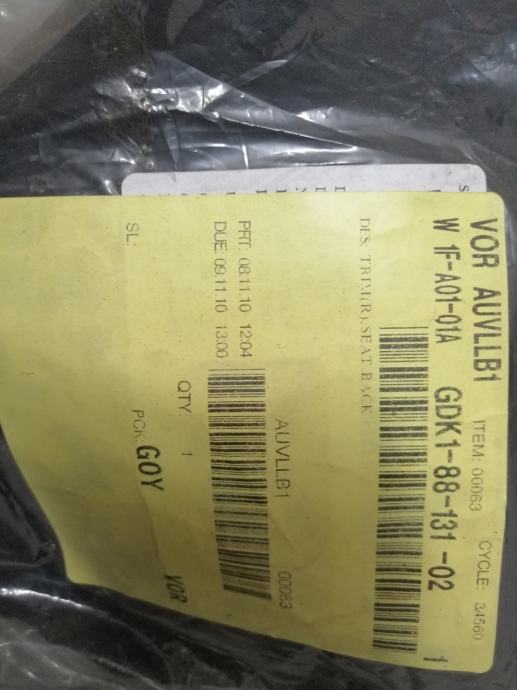 VOR AUVLLB1 ITEM: 00063 CYCLE: 34560
W 1F-A01-01A GDK1-88-131 -02 1
DES. TRIM(R),SEAT BACK
AUVLLB1 00063
PRT: 08.11.10 12:04
DUE: 09.11.10 13:00
QTY: 1
SL: PCK: GOY VOR